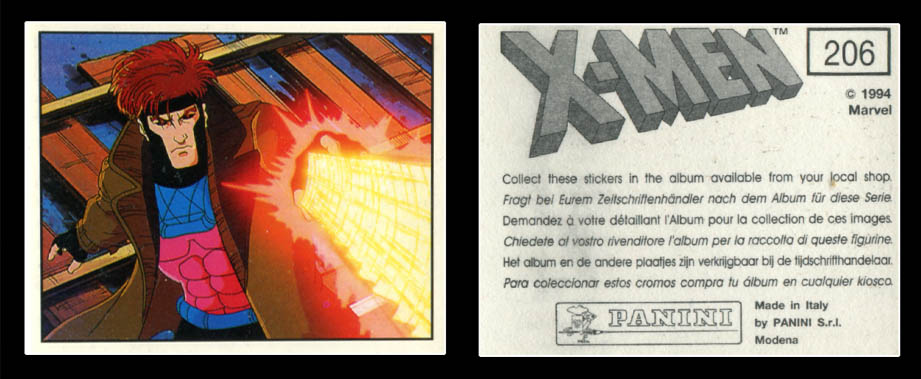 X-MEN™
206
© 1994
Marvel
Collect these stickers in the album available from your local shop.
Fragt bei Eurem Zeitschriftenhändler nach dem Album für diese Serie.
Demandez à votre détaillant l'Album pour la collection de ces images.
Chiedete al vostro rivenditore l'album per la raccolta di queste figurine.
Het album en de andere plaatjes zijn verkrijgbaar bij de tijdschrifthandelaar.
Para coleccionar estos cromos compra tu álbum en cualquier kiosco.
PANINI
Made in Italy
by PANINI S.r.l.
Modena